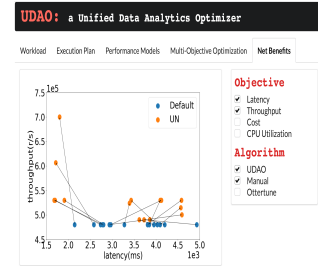 UDAO: a Unified Data Analytics Optimizer
Workload Execution Plan Performance Models Multi-Objective Optimization Net Benefits
Objective
Latency
Throughput
Cost
CPU Utilization
Algorithm
UDAO
Manual
Ottertune
1e5
7.5
7.0
6.5
6.0
5.5
5.0
4.5
throughput(r/s)
Default
UN
1.5 2.0 2.5 3.0 3.5 4.0 4.5 5.0
latency(ms) 1e3